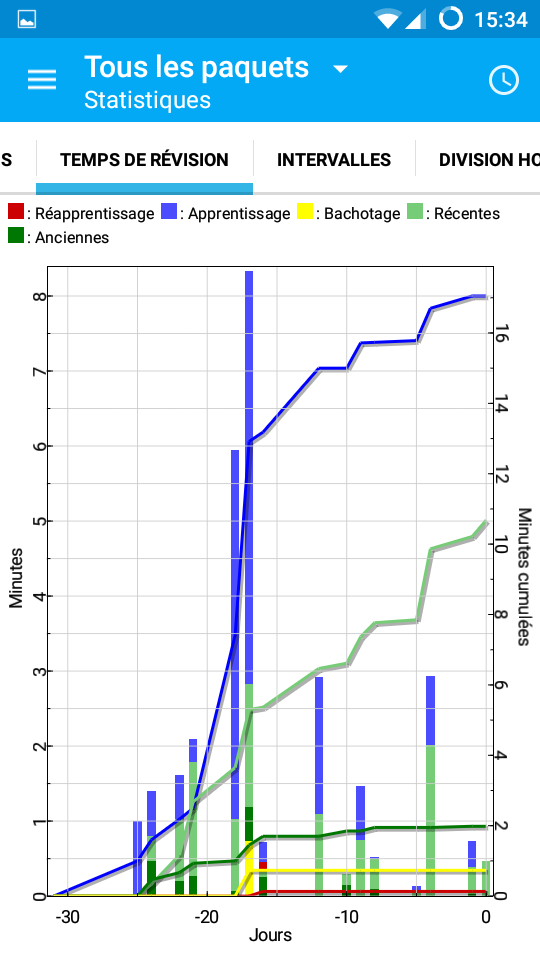 15:34
Tous les paquets
Statistiques
S
TEMPS DE RÉVISION
INTERVALLES
DIVISION HO
: Réapprentissage : Apprentissage : Bachotage : Récentes
: Anciennes
Minutes
8
7
6
5
4
3
2
1
0
16
14
12
10
8
6
4
2
0
Minutes cumulées
-30 -20 -10 0
Jours